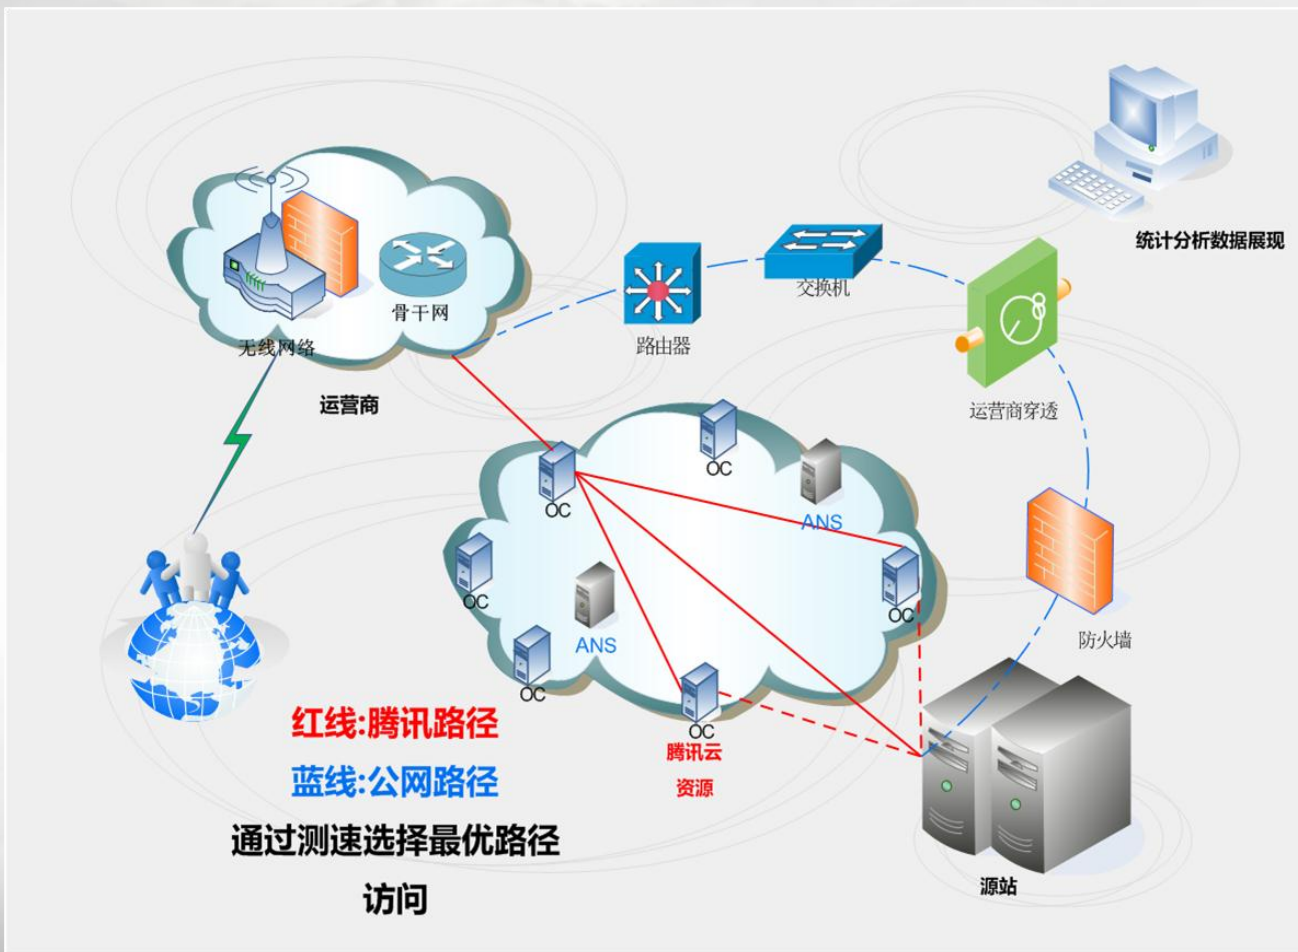 统计分析数据展现
交换机
骨干网
路由器
无线网络
运营商
运营商穿透
OC
OC
ANS
OC
OC
ANS
防火墙
OC
OC
红线:腾讯路径
腾讯云
资源
蓝线:公网路径
通过测速选择最优路径
访问
源站